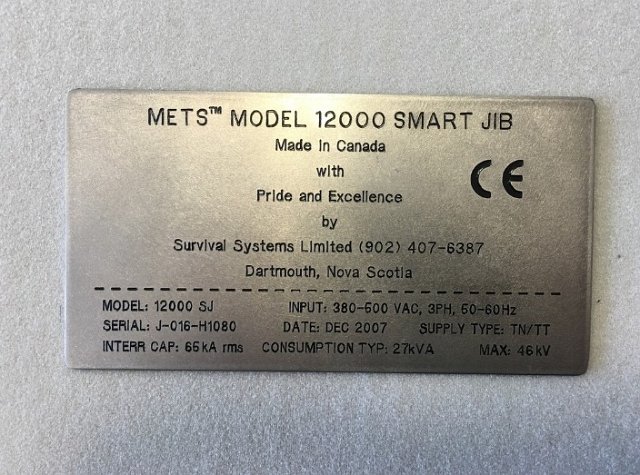 METS™ MODEL 12000 SMART JIB
Made in Canada
with
CE
Pride and Excellence
by
Survival Systems Limited (902) 407-6387
Dartmouth, Nova Scotia
MODEL: 12000 SJ INPUT: 380-500 VAC, 3PH, 50-60Hz
SERIAL: J-016-H1080 DATE: DEC 2007 SUPPLY TYPE: TN/TT
INTERR CAP: 65kA rms CONSUMPTION TYP: 27kVA MAX: 46kV